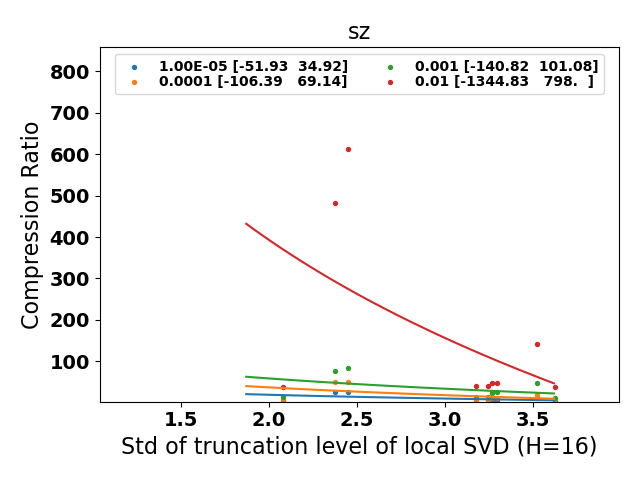 sz
1.00E-05 [-51.93 34.92]
0.0001 [-106.39 69.14]
0.001 [-140.82 101.08]
0.01 [-1344.83 798. ]
Compression Ratio
800
700
600
500
400
300
200
100
1.5 2.0 2.5 3.0 3.5
Std of truncation level of local SVD (H=16)